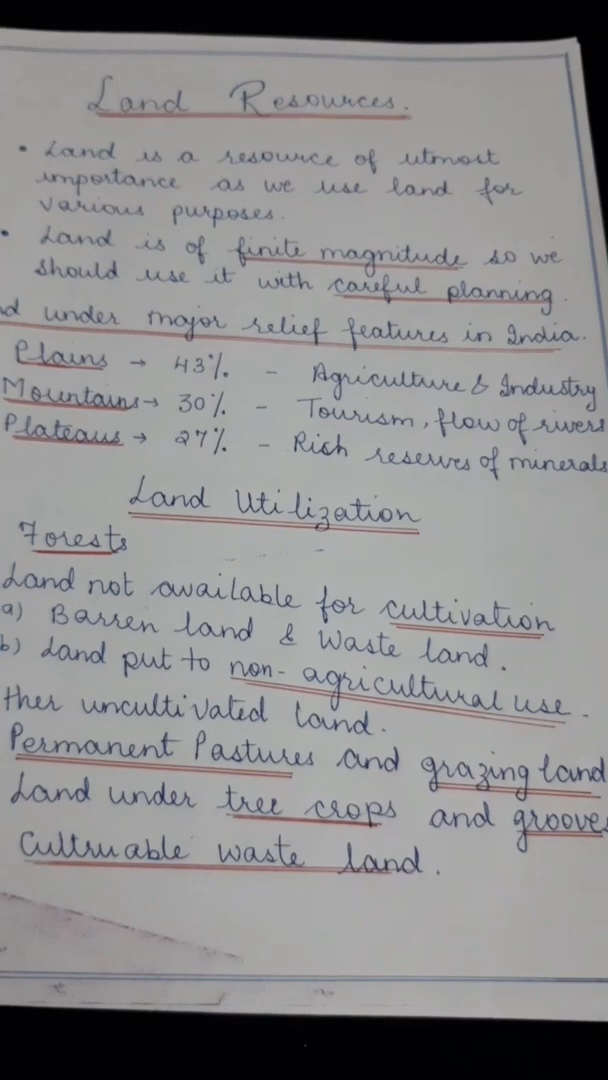 Land Resources.
• Land is a resource of utmost
importance as we use land for
various purposes.
• Land is of finite magnitude so we
should use it with careful planning.
nd under major relief features in India.
Plains → 43% - Agriculture & Industry
Mountains → 30% - Tourism, flow of rivers
Plateaus → 27% - Rich reserves of minerals
Land Utilization
Forests
Land not available for cultivation
a) Barren land & Waste land.
b) Land put to non-agricultural use.
ther uncultivated land.
Permanent Pastures and grazing land
Land under tree crops and grooves
Cultruable waste land.